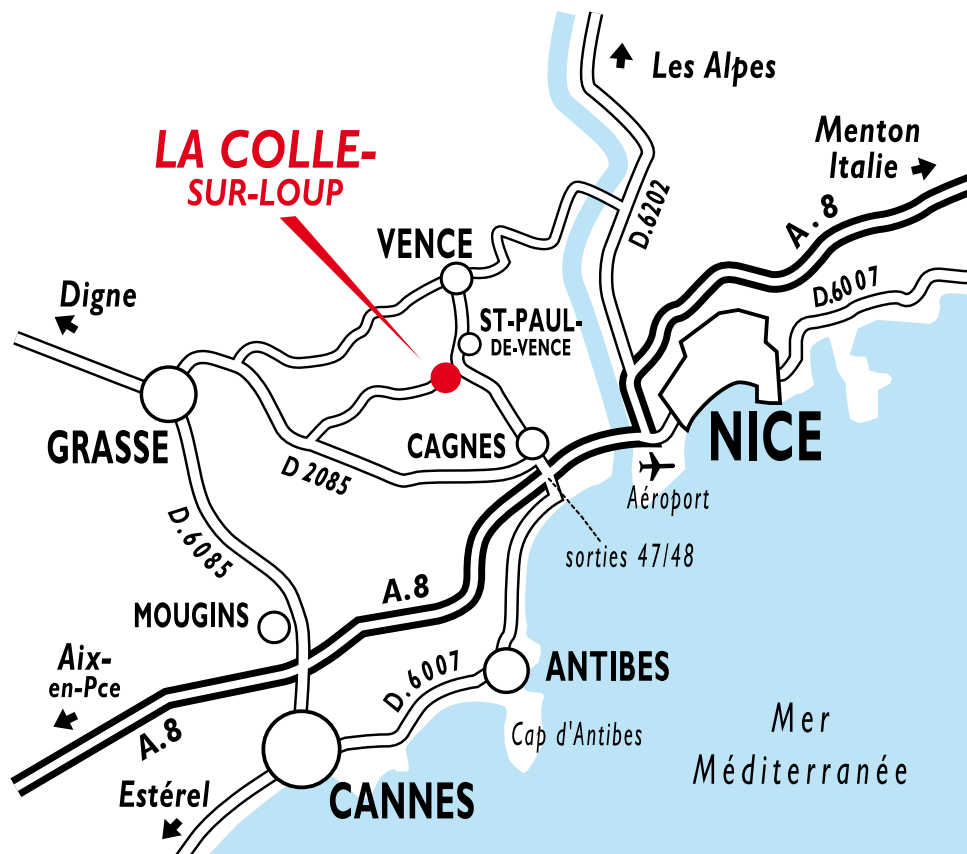 Les Alpes
Menton
Italie
LA COLLE-
SUR-LOUP
D.6202
A.8
VENCE
Digne
D.6007
ST-PAUL-
DE-VENCE
GRASSE
CAGNES
NICE
D 2085
Aéroport
D.6085
sorties 47/48
A.8
MOUGINS
Aix-
en-Pce
D.6007
ANTIBES
A.8
Cap d'Antibes
Mer
Méditerranée
Estérel
CANNES